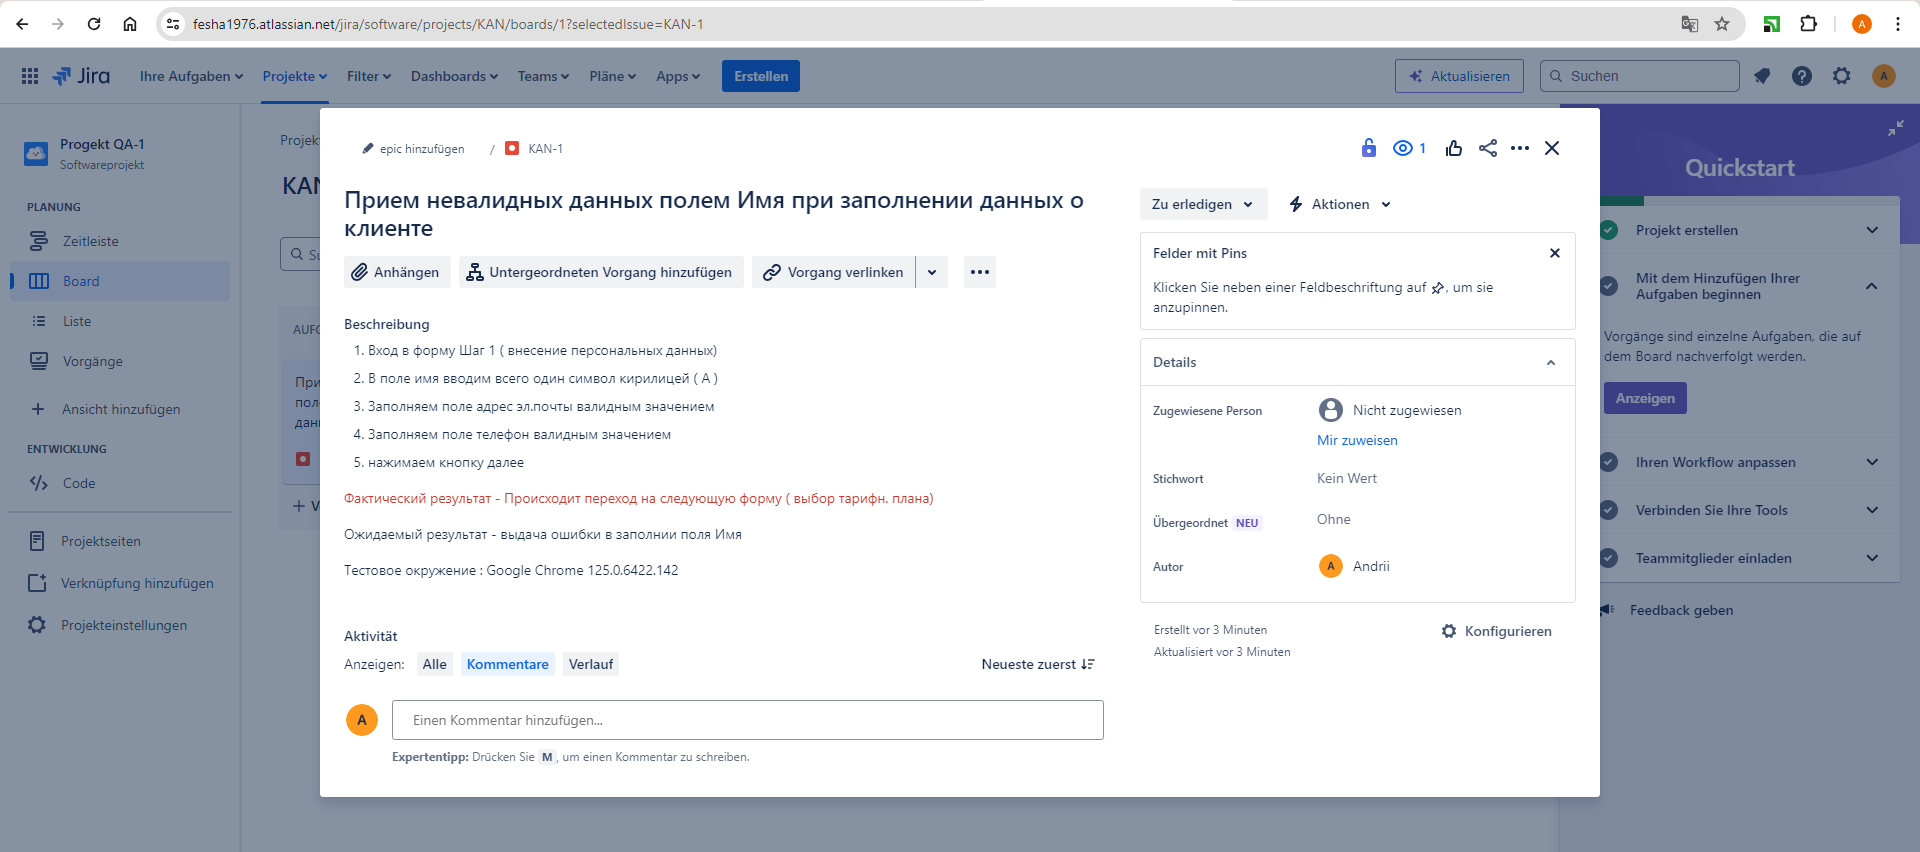 fesha1976.atlassian.net/jira/software/projects/KAN/boards/1?selectedIssue=KAN-1
A
Jira
Ihre Aufgaben
Projekte
Filter
Dashboards
Teams
Pläne
Apps
Erstellen
Aktualisieren
Suchen
A
Progekt QA-1
Softwareprojekt
PLANUNG
Zeitleiste
Board
Liste
Vorgänge
Ansicht hinzufügen
ENTWICKLUNG
Code
Projektseiten
Verknüpfung hinzufügen
Projekteinstellungen
Projek
KAN
Su
AUFG
При
пол
дан
V
epic hinzufügen
/
KAN-1
1
Прием невалидных данных полем Имя при заполнении данных о
клиенте
Anhängen
Untergeordneten Vorgang hinzufügen
Vorgang verlinken
Beschreibung
1. Вход в форму Шаг 1 ( внесение персональных данных)
2. В поле имя вводим всего один символ кирилицей ( А )
3. Заполняем поле адрес эл.почты валидным значением
4. Заполняем поле телефон валидным значением
5. нажимаем кнопку далее
Фактический результат - Происходит переход на следующую форму ( выбор тарифн. плана)
Ожидаемый результат - выдача ошибки в заполнии поля Имя
Тестовое окружение : Google Chrome 125.0.6422.142
Aktivität
Anzeigen:
Alle
Kommentare
Verlauf
Neueste zuerst
A
Einen Kommentar hinzufügen...
Expertentipp: Drücken Sie M , um einen Kommentar zu schreiben.
Zu erledigen
Aktionen
Felder mit Pins
Klicken Sie neben einer Feldbeschriftung auf , um sie
anzupinnen.
Details
Zugewiesene Person
Nicht zugewiesen
Mir zuweisen
Stichwort
Kein Wert
Übergeordnet NEU
Ohne
Autor
A
Andrii
Erstellt vor 3 Minuten
Aktualisiert vor 3 Minuten
Konfigurieren
Quickstart
Projekt erstellen
Mit dem Hinzufügen Ihrer
Aufgaben beginnen
Vorgänge sind einzelne Aufgaben, die auf
dem Board nachverfolgt werden.
Anzeigen
Ihren Workflow anpassen
Verbinden Sie Ihre Tools
Teammitglieder einladen
Feedback geben